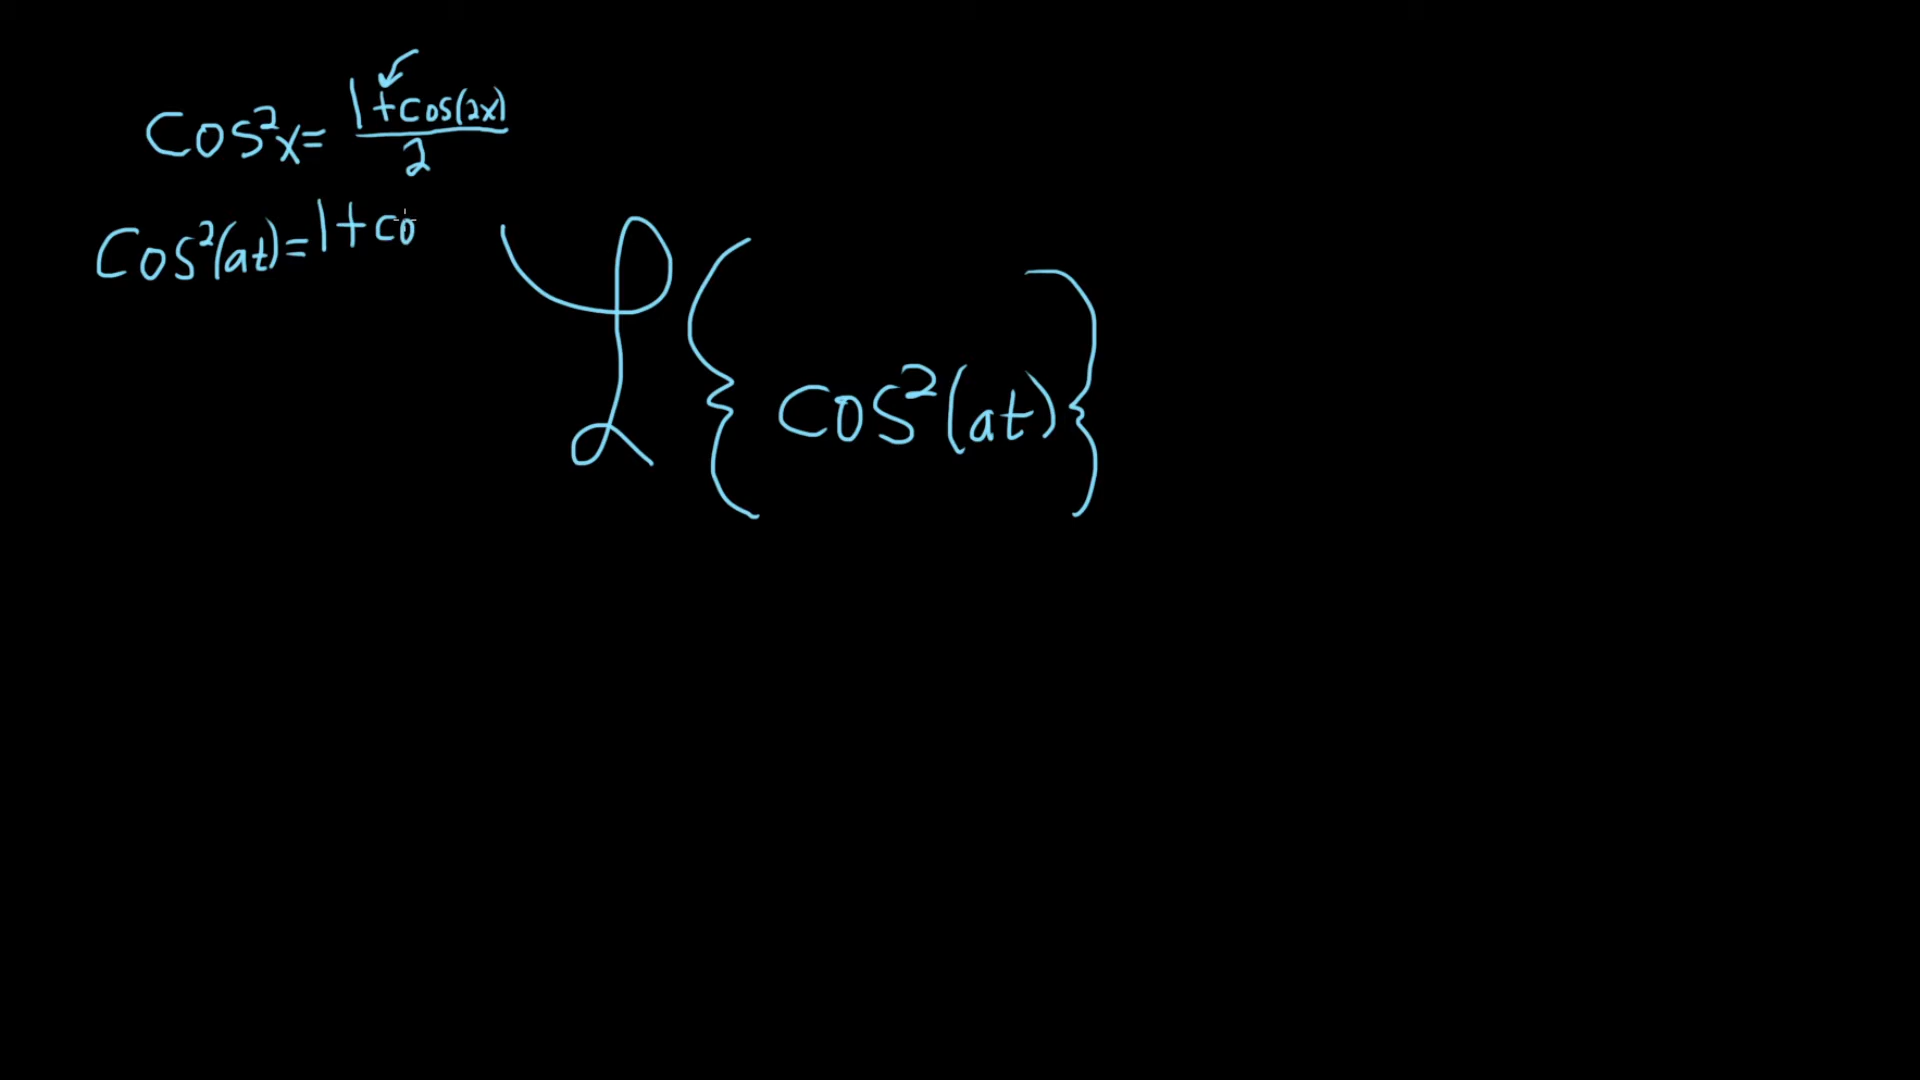 cos²x = (1 + cos(2x))/2
cos²(at) = 1 + co
ℒ{cos²(at)}